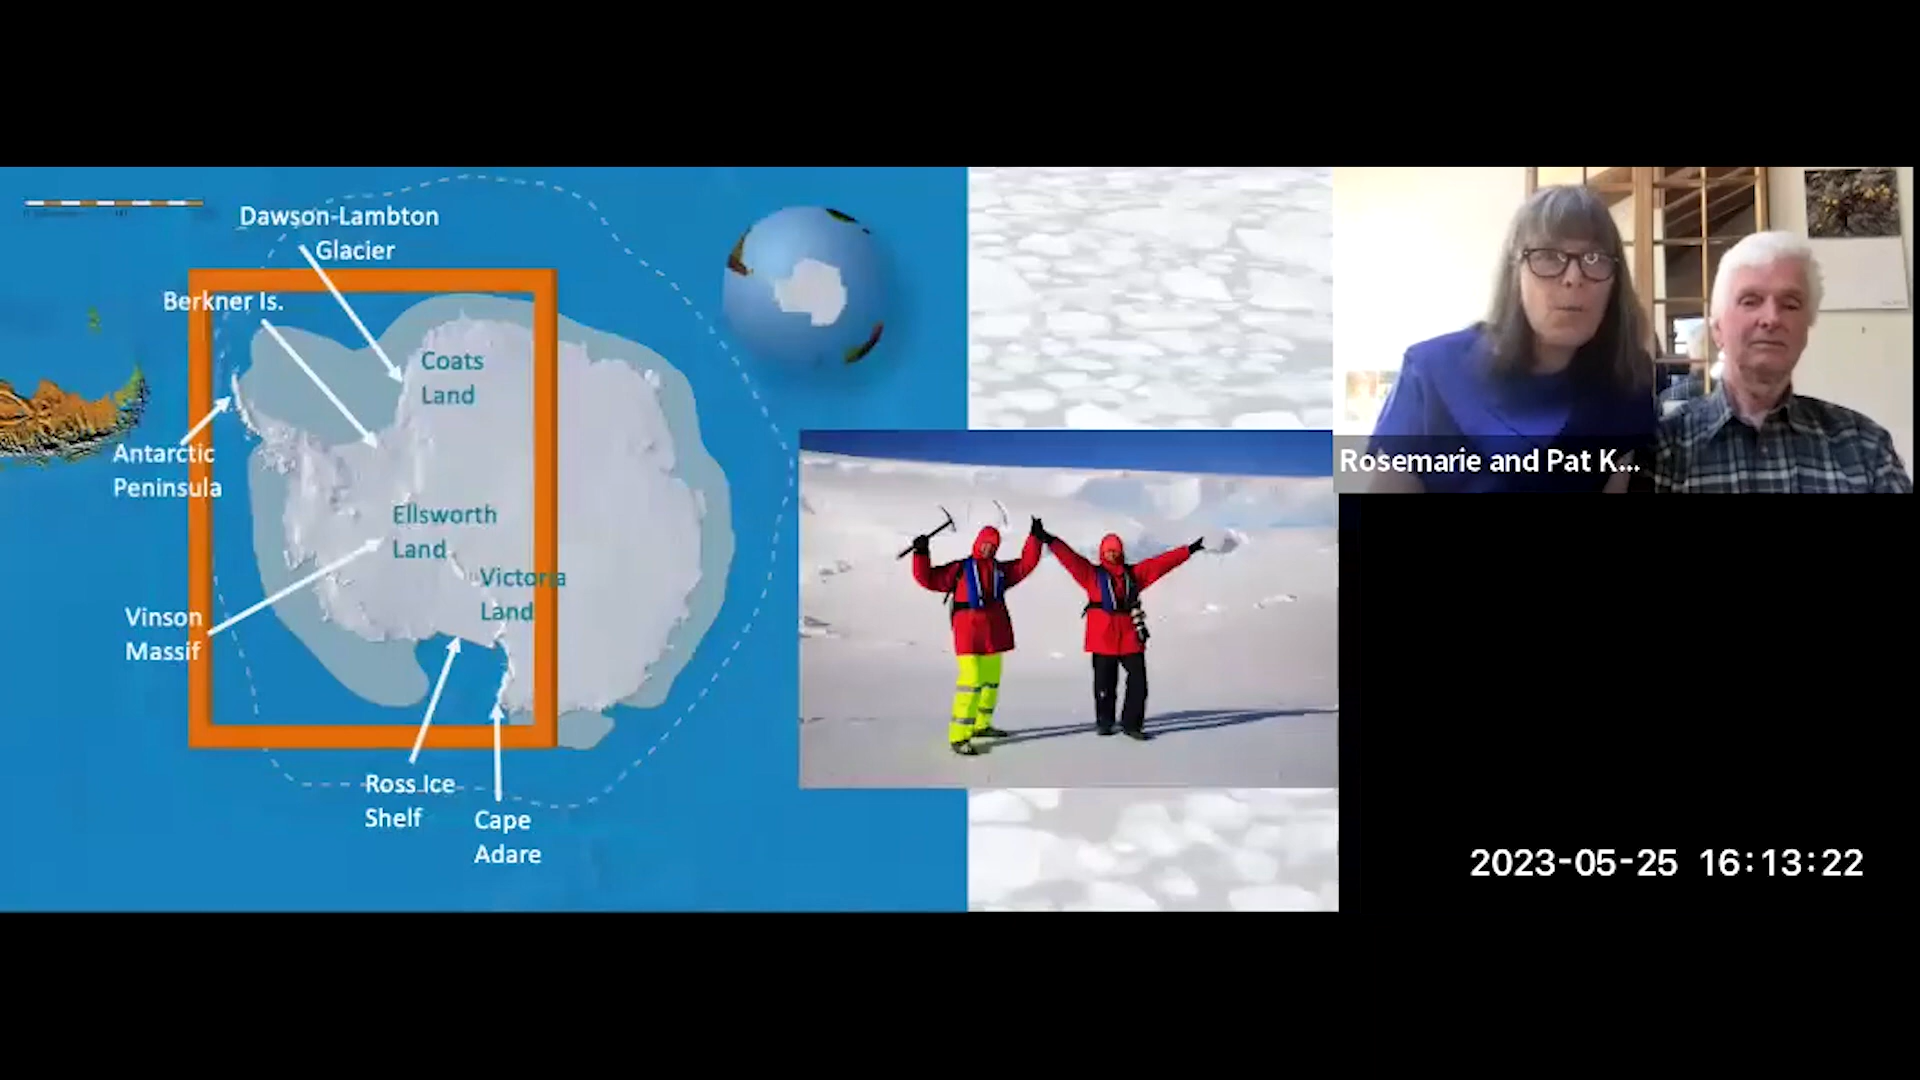 Dawson-Lambton
Glacier
Berkner Is.
Coats
Land
Antarctic
Peninsula
Ellsworth
Land
Victoria
Land
Vinson
Massif
Ross Ice
Shelf
Cape
Adare
Rosemarie and Pat K...
2023-05-25 16:13:22